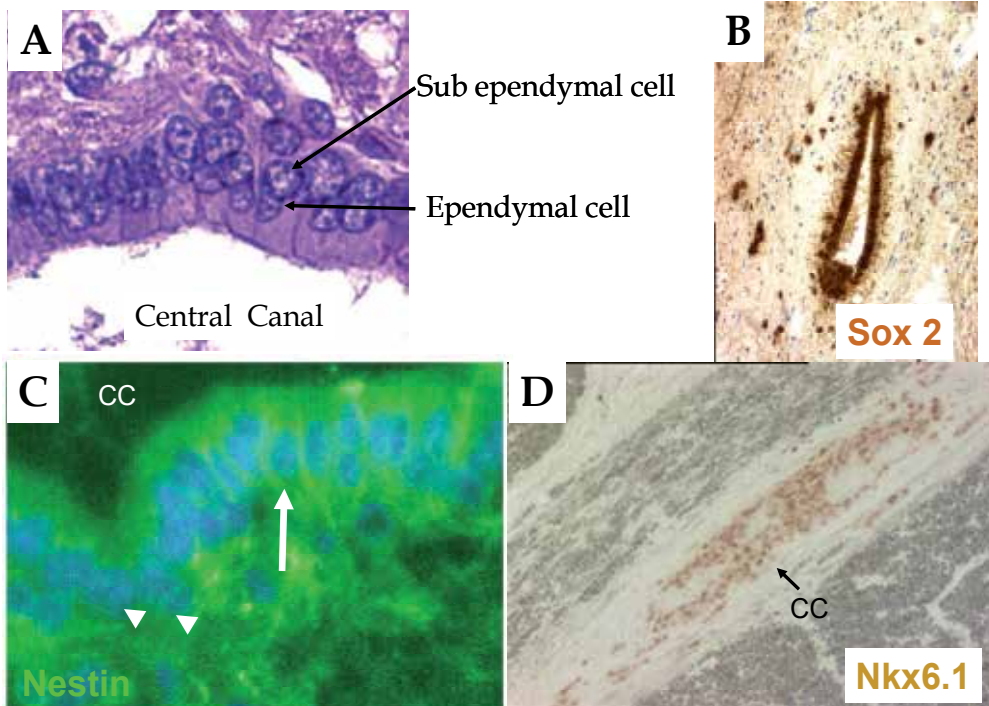 A
Sub ependymal cell
Ependymal cell
Central Canal
B
Sox 2
C
CC
Nestin
D
CC
Nkx6.1